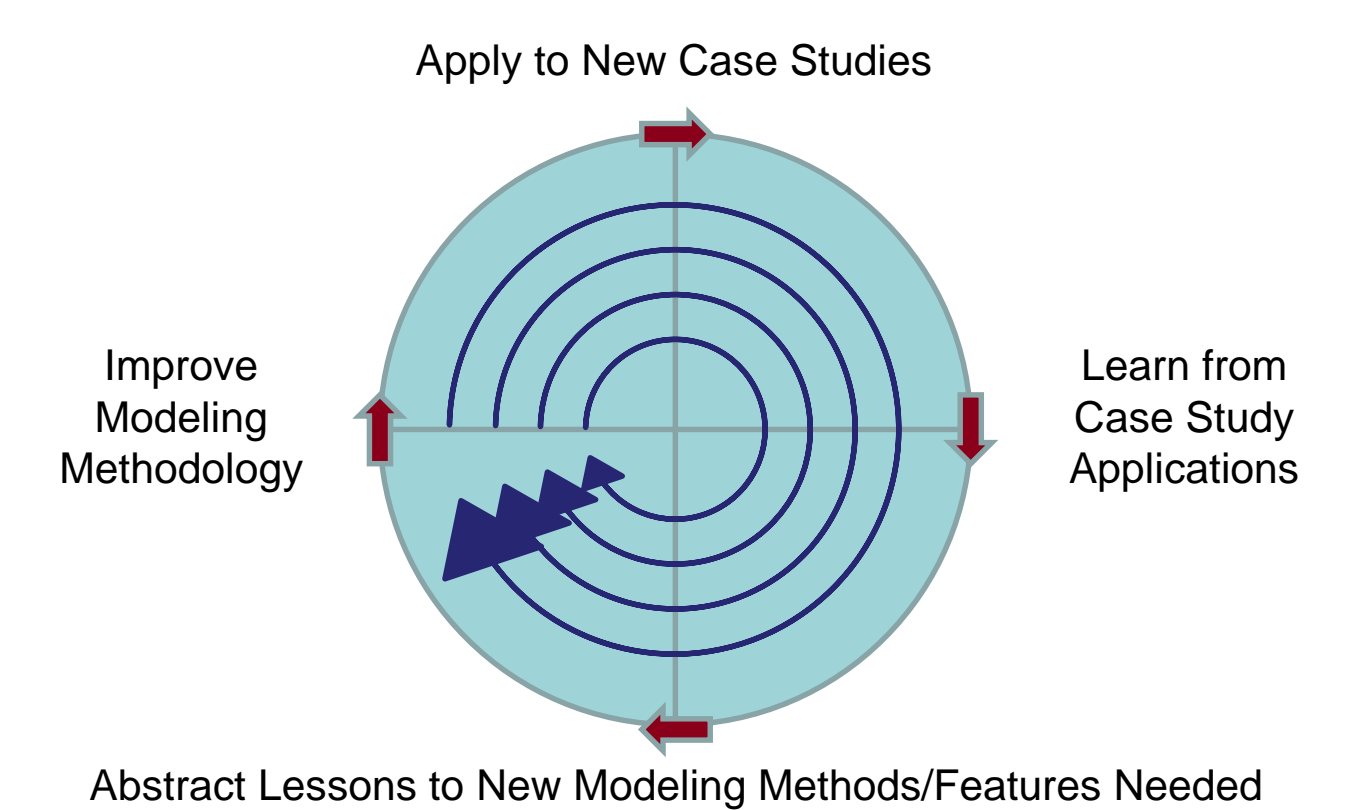 Apply to New Case Studies
Improve
Modeling
Methodology
Learn from
Case Study
Applications
Abstract Lessons to New Modeling Methods/Features Needed